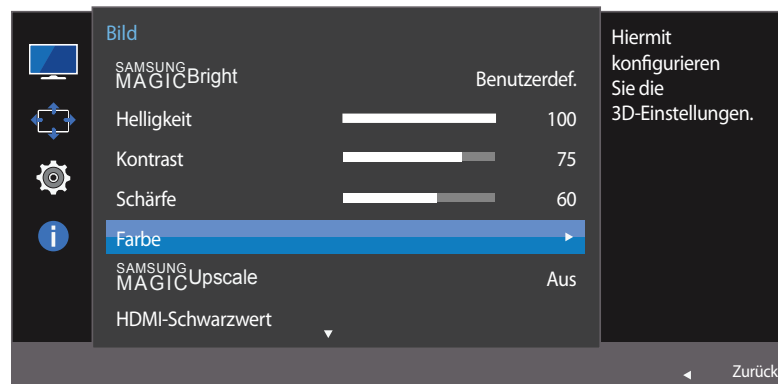 Bild
SAMSUNG MAGICBright Benutzerdef.
Helligkeit 100
Kontrast 75
Schärfe 60
Farbe
SAMSUNG MAGICUpscale Aus
HDMI-Schwarzwert
Hiermit
konfigurieren
Sie die
3D-Einstellungen.
Zurück